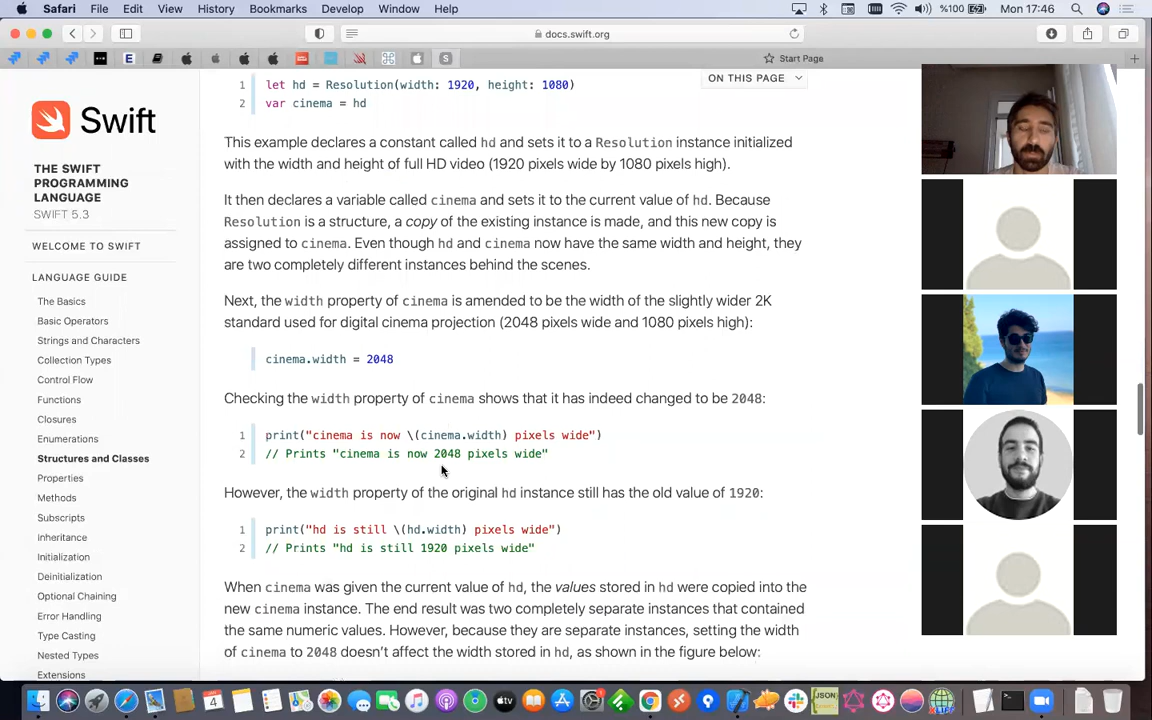 Safari File Edit View History Bookmarks Develop Window Help %100 Mon 17:46
docs.swift.org
E S Start Page
let hd = Resolution(width: 1920, height: 1080)
ON THIS PAGE
1
2 var cinema = hd
Swift
This example declares a constant called hd and sets it to a Resolution instance initialized
with the width and height of full HD video (1920 pixels wide by 1080 pixels high).
THE SWIFT
PROGRAMMING
LANGUAGE
SWIFT 5.3
It then declares a variable called cinema and sets it to the current value of hd. Because
Resolution is a structure, a copy of the existing instance is made, and this new copy is
assigned to cinema. Even though hd and cinema now have the same width and height, they
are two completely different instances behind the scenes.
WELCOME TO SWIFT
LANGUAGE GUIDE
The Basics
Basic Operators
Strings and Characters
Collection Types
Control Flow
Functions
Closures
Enumerations
Structures and Classes
Properties
Methods
Subscripts
Inheritance
Initialization
Deinitialization
Optional Chaining
Error Handling
Type Casting
Nested Types
Extensions
Next, the width property of cinema is amended to be the width of the slightly wider 2K
standard used for digital cinema projection (2048 pixels wide and 1080 pixels high):
cinema.width = 2048
Checking the width property of cinema shows that it has indeed changed to be 2048:
1 print("cinema is now \(cinema.width) pixels wide")
2 // Prints "cinema is now 2048 pixels wide"
However, the width property of the original hd instance still has the old value of 1920:
1 print("hd is still \(hd.width) pixels wide")
2 // Prints "hd is still 1920 pixels wide"
When cinema was given the current value of hd, the values stored in hd were copied into the
new cinema instance. The end result was two completely separate instances that contained
the same numeric values. However, because they are separate instances, setting the width
of cinema to 2048 doesn't affect the width stored in hd, as shown in the figure below:
4
tv
JSON